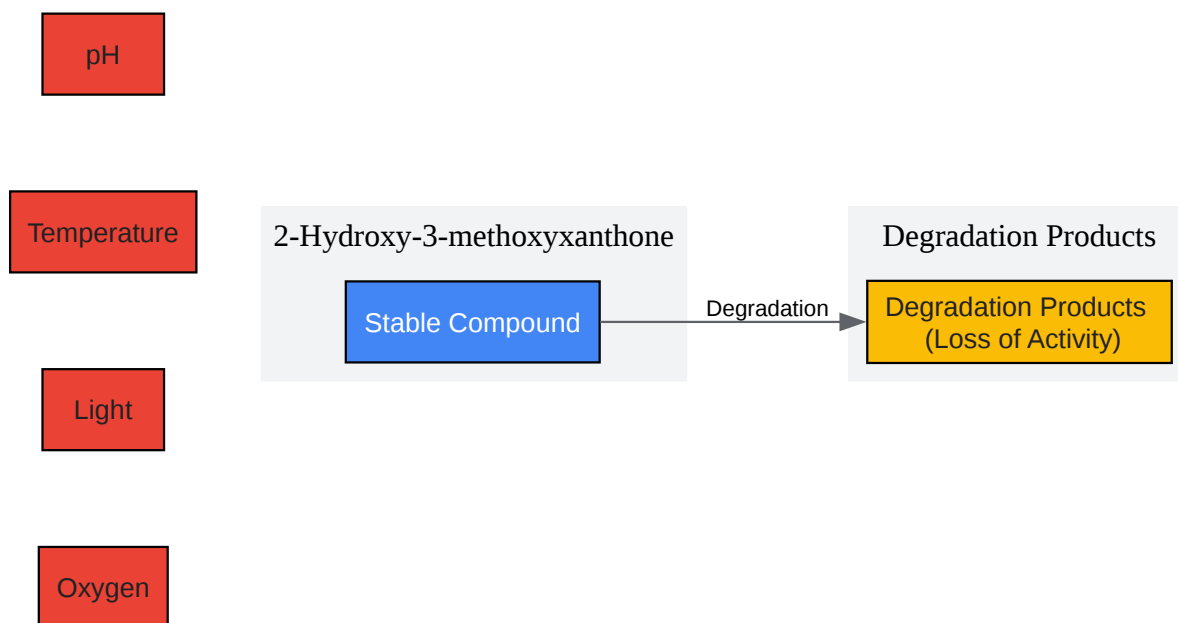 pH
Temperature
Light
Oxygen
2-Hydroxy-3-methoxyxanthone
Stable Compound
Degradation
Degradation Products
Degradation Products
(Loss of Activity)